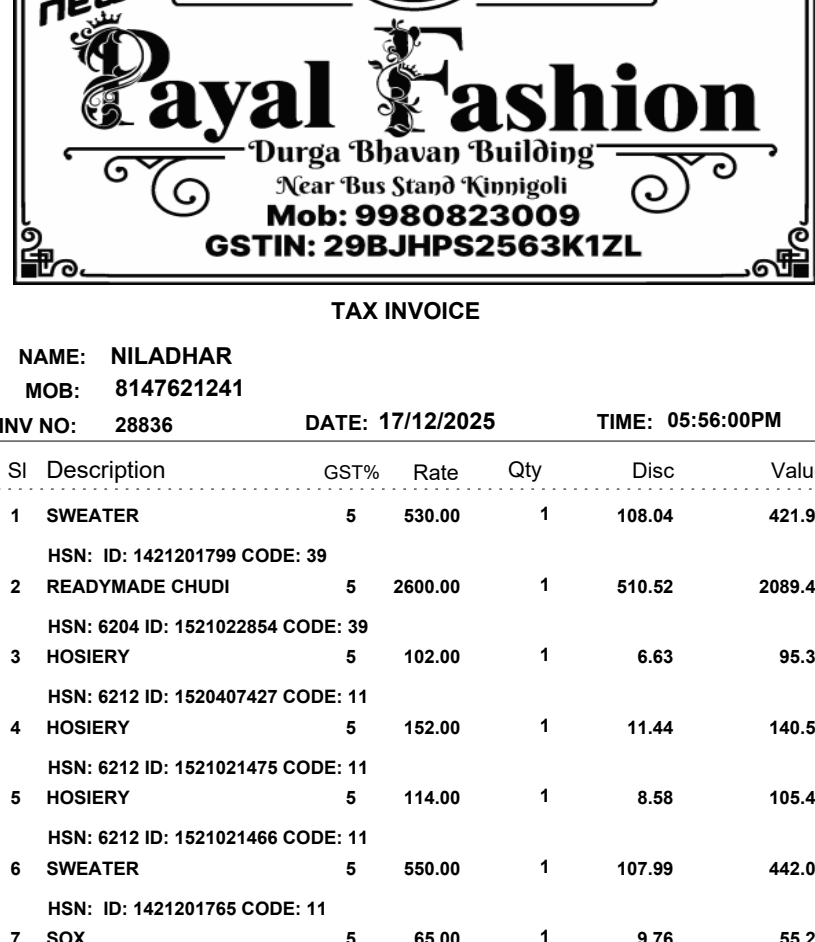 new
Payal Fashion
Durga Bhavan Building
Near Bus Stand Kinnigoli
Mob: 9980823009
GSTIN: 29BJHPS2563K1ZL
TAX INVOICE
NAME: NILADHAR
MOB: 8147621241
INV NO: 28836 DATE: 17/12/2025 TIME: 05:56:00PM
Sl Description GST% Rate Qty Disc Valu
1 SWEATER 5 530.00 1 108.04 421.9
HSN: ID: 1421201799 CODE: 39
2 READYMADE CHUDI 5 2600.00 1 510.52 2089.4
HSN: 6204 ID: 1521022854 CODE: 39
3 HOSIERY 5 102.00 1 6.63 95.3
HSN: 6212 ID: 1520407427 CODE: 11
4 HOSIERY 5 152.00 1 11.44 140.5
HSN: 6212 ID: 1521021475 CODE: 11
5 HOSIERY 5 114.00 1 8.58 105.4
HSN: 6212 ID: 1521021466 CODE: 11
6 SWEATER 5 550.00 1 107.99 442.0
HSN: ID: 1421201765 CODE: 11
7 SOX 5 65.00 1 9.76 55.2